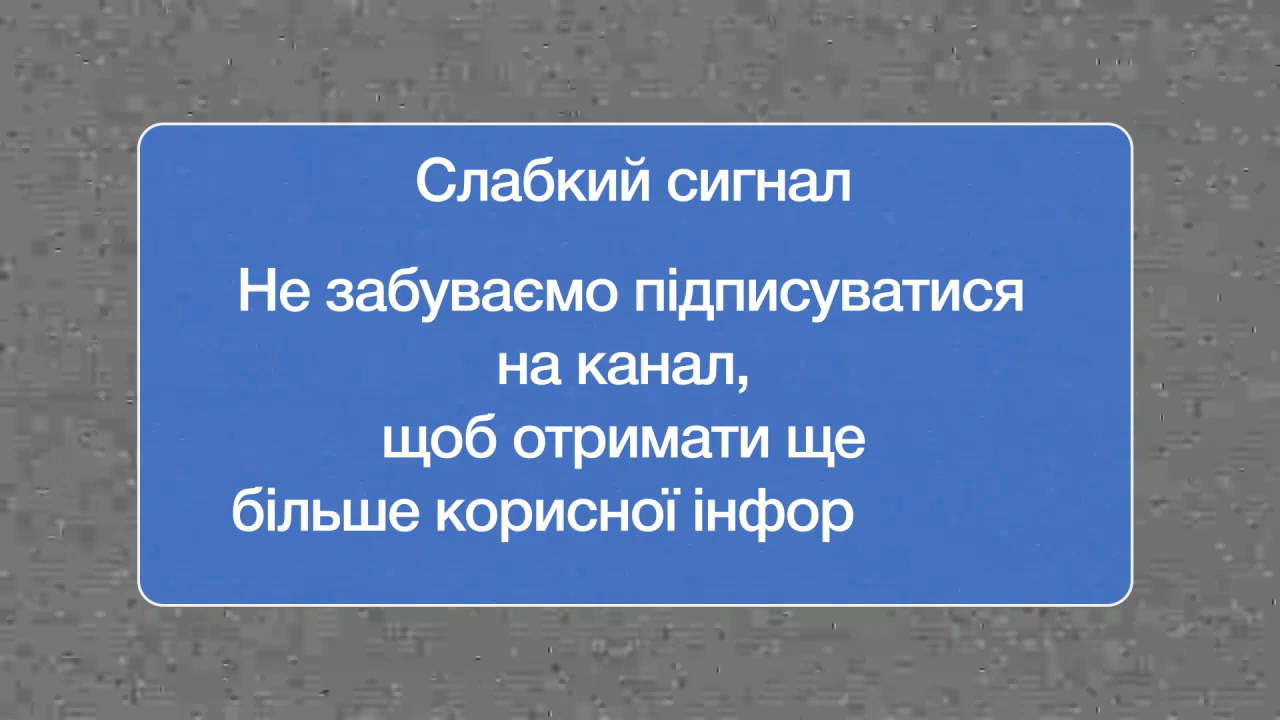 Слабкий сигнал
Не забуваємо підписуватися
на канал,
щоб отримати ще
більше корисної інфор